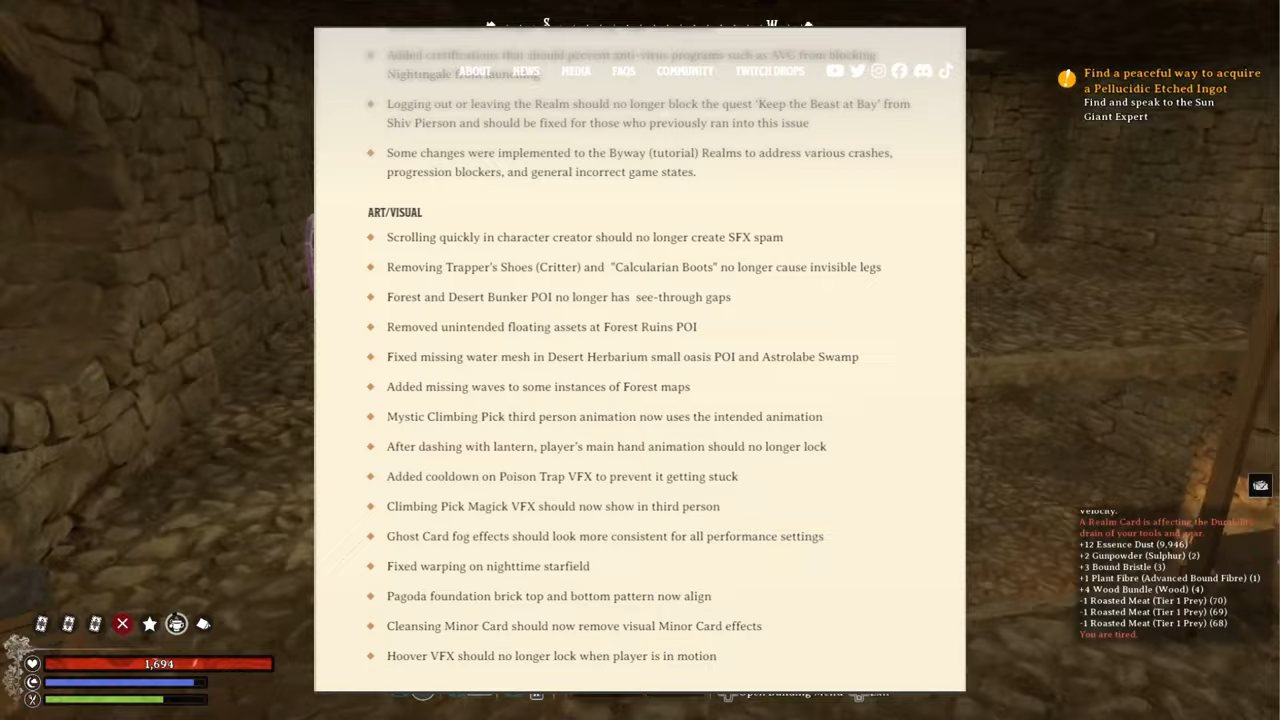 S W
Added certifications that should prevent anti-virus programs such as AVG from blocking
Nightingale from launching.
ABOUT NEWS MEDIA FAQS COMMUNITY TWITCH DROPS
Logging out or leaving the Realm should no longer block the quest 'Keep the Beast at Bay' from
Shiv Pierson and should be fixed for those who previously ran into this issue
Some changes were implemented to the Byway (tutorial) Realms to address various crashes,
progression blockers, and general incorrect game states.
ART/VISUAL
Scrolling quickly in character creator should no longer create SFX spam
Removing Trapper's Shoes (Critter) and "Calcularian Boots" no longer cause invisible legs
Forest and Desert Bunker POI no longer has see-through gaps
Removed unintended floating assets at Forest Ruins POI
Fixed missing water mesh in Desert Herbarium small oasis POI and Astrolabe Swamp
Added missing waves to some instances of Forest maps
Mystic Climbing Pick third person animation now uses the intended animation
After dashing with lantern, player's main hand animation should no longer lock
Added cooldown on Poison Trap VFX to prevent it getting stuck
Climbing Pick Magick VFX should now show in third person
Ghost Card fog effects should look more consistent for all performance settings
Fixed warping on nighttime starfield
Pagoda foundation brick top and bottom pattern now align
Cleansing Minor Card should now remove visual Minor Card effects
Hoover VFX should no longer lock when player is in motion
Find a peaceful way to acquire
a Pellucidic Etched Ingot
Find and speak to the Sun
Giant Expert
velocity.
A Realm Card is affecting the Durability
drain of your tools and gear.
+12 Essence Dust (9,946)
+2 Gunpowder (Sulphur) (2)
+3 Bound Bristle (3)
+1 Plant Fibre (Advanced Bound Fibre) (1)
+4 Wood Bundle (Wood) (4)
-1 Roasted Meat (Tier 1 Prey) (70)
-1 Roasted Meat (Tier 1 Prey) (69)
-1 Roasted Meat (Tier 1 Prey) (68)
You are tired.
1,694
Open Building Menu Exit